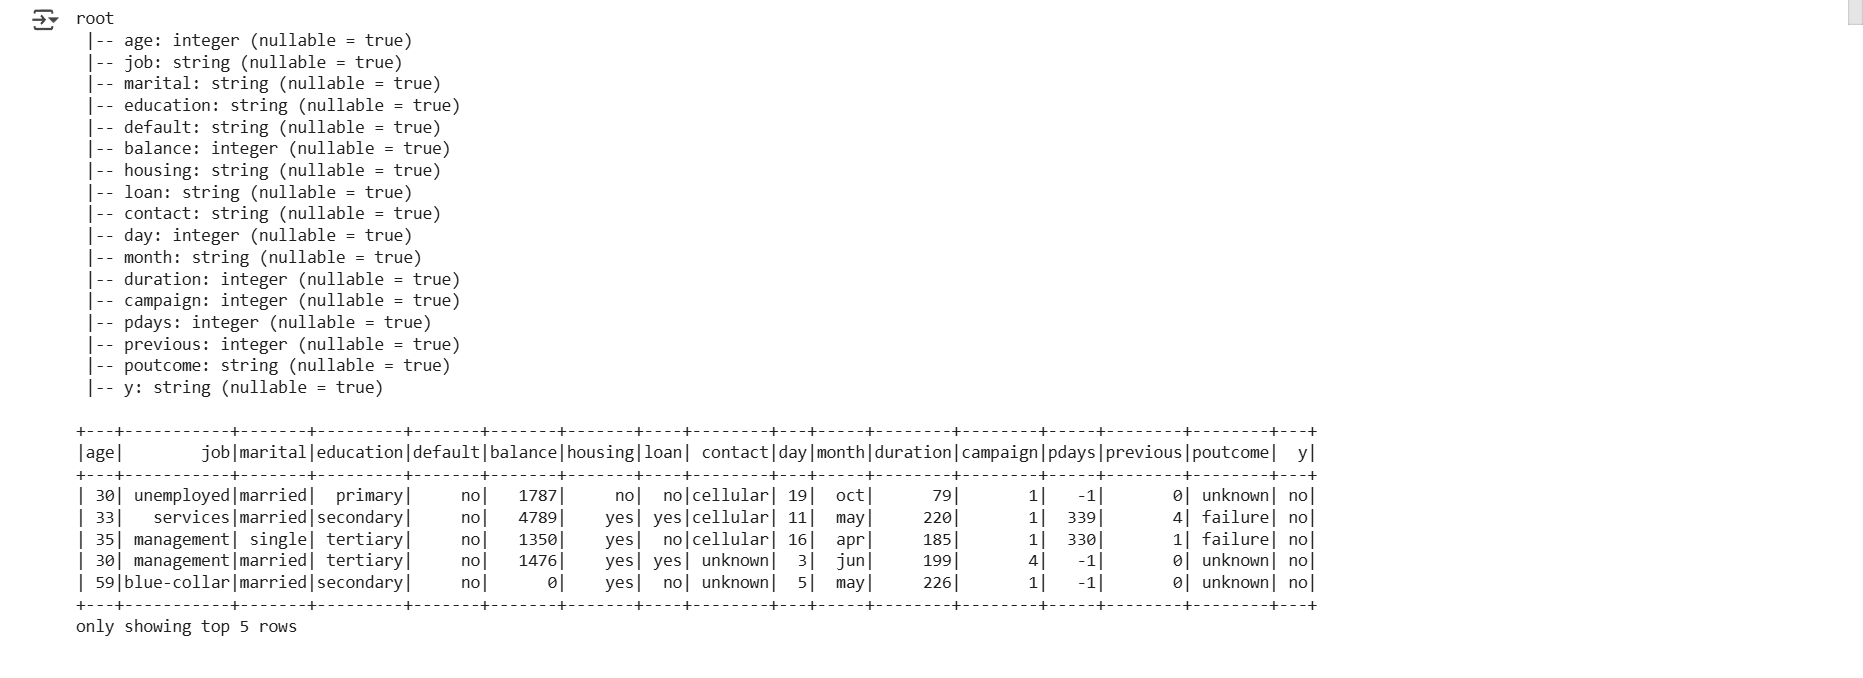 root
 |-- age: integer (nullable = true)
 |-- job: string (nullable = true)
 |-- marital: string (nullable = true)
 |-- education: string (nullable = true)
 |-- default: string (nullable = true)
 |-- balance: integer (nullable = true)
 |-- housing: string (nullable = true)
 |-- loan: string (nullable = true)
 |-- contact: string (nullable = true)
 |-- day: integer (nullable = true)
 |-- month: string (nullable = true)
 |-- duration: integer (nullable = true)
 |-- campaign: integer (nullable = true)
 |-- pdays: integer (nullable = true)
 |-- previous: integer (nullable = true)
 |-- poutcome: string (nullable = true)
 |-- y: string (nullable = true)

+---+-----------+-------+---------+-------+-------+-------+----+--------+---+-----+--------+--------+-----+--------+--------+---+
|age|        job|marital|education|default|balance|housing|loan| contact|day|month|duration|campaign|pdays|previous|poutcome|  y|
+---+-----------+-------+---------+-------+-------+-------+----+--------+---+-----+--------+--------+-----+--------+--------+---+
| 30| unemployed|married|  primary|     no|   1787|     no|  no|cellular| 19|  oct|      79|       1|   -1|       0| unknown| no|
| 33|   services|married|secondary|     no|   4789|    yes| yes|cellular| 11|  may|     220|       1|  339|       4| failure| no|
| 35| management| single| tertiary|     no|   1350|    yes|  no|cellular| 16|  apr|     185|       1|  330|       1| failure| no|
| 30| management|married| tertiary|     no|   1476|    yes| yes| unknown|  3|  jun|     199|       4|   -1|       0| unknown| no|
| 59|blue-collar|married|secondary|     no|      0|    yes|  no| unknown|  5|  may|     226|       1|   -1|       0| unknown| no|
+---+-----------+-------+---------+-------+-------+-------+----+--------+---+-----+--------+--------+-----+--------+--------+---+
only showing top 5 rows